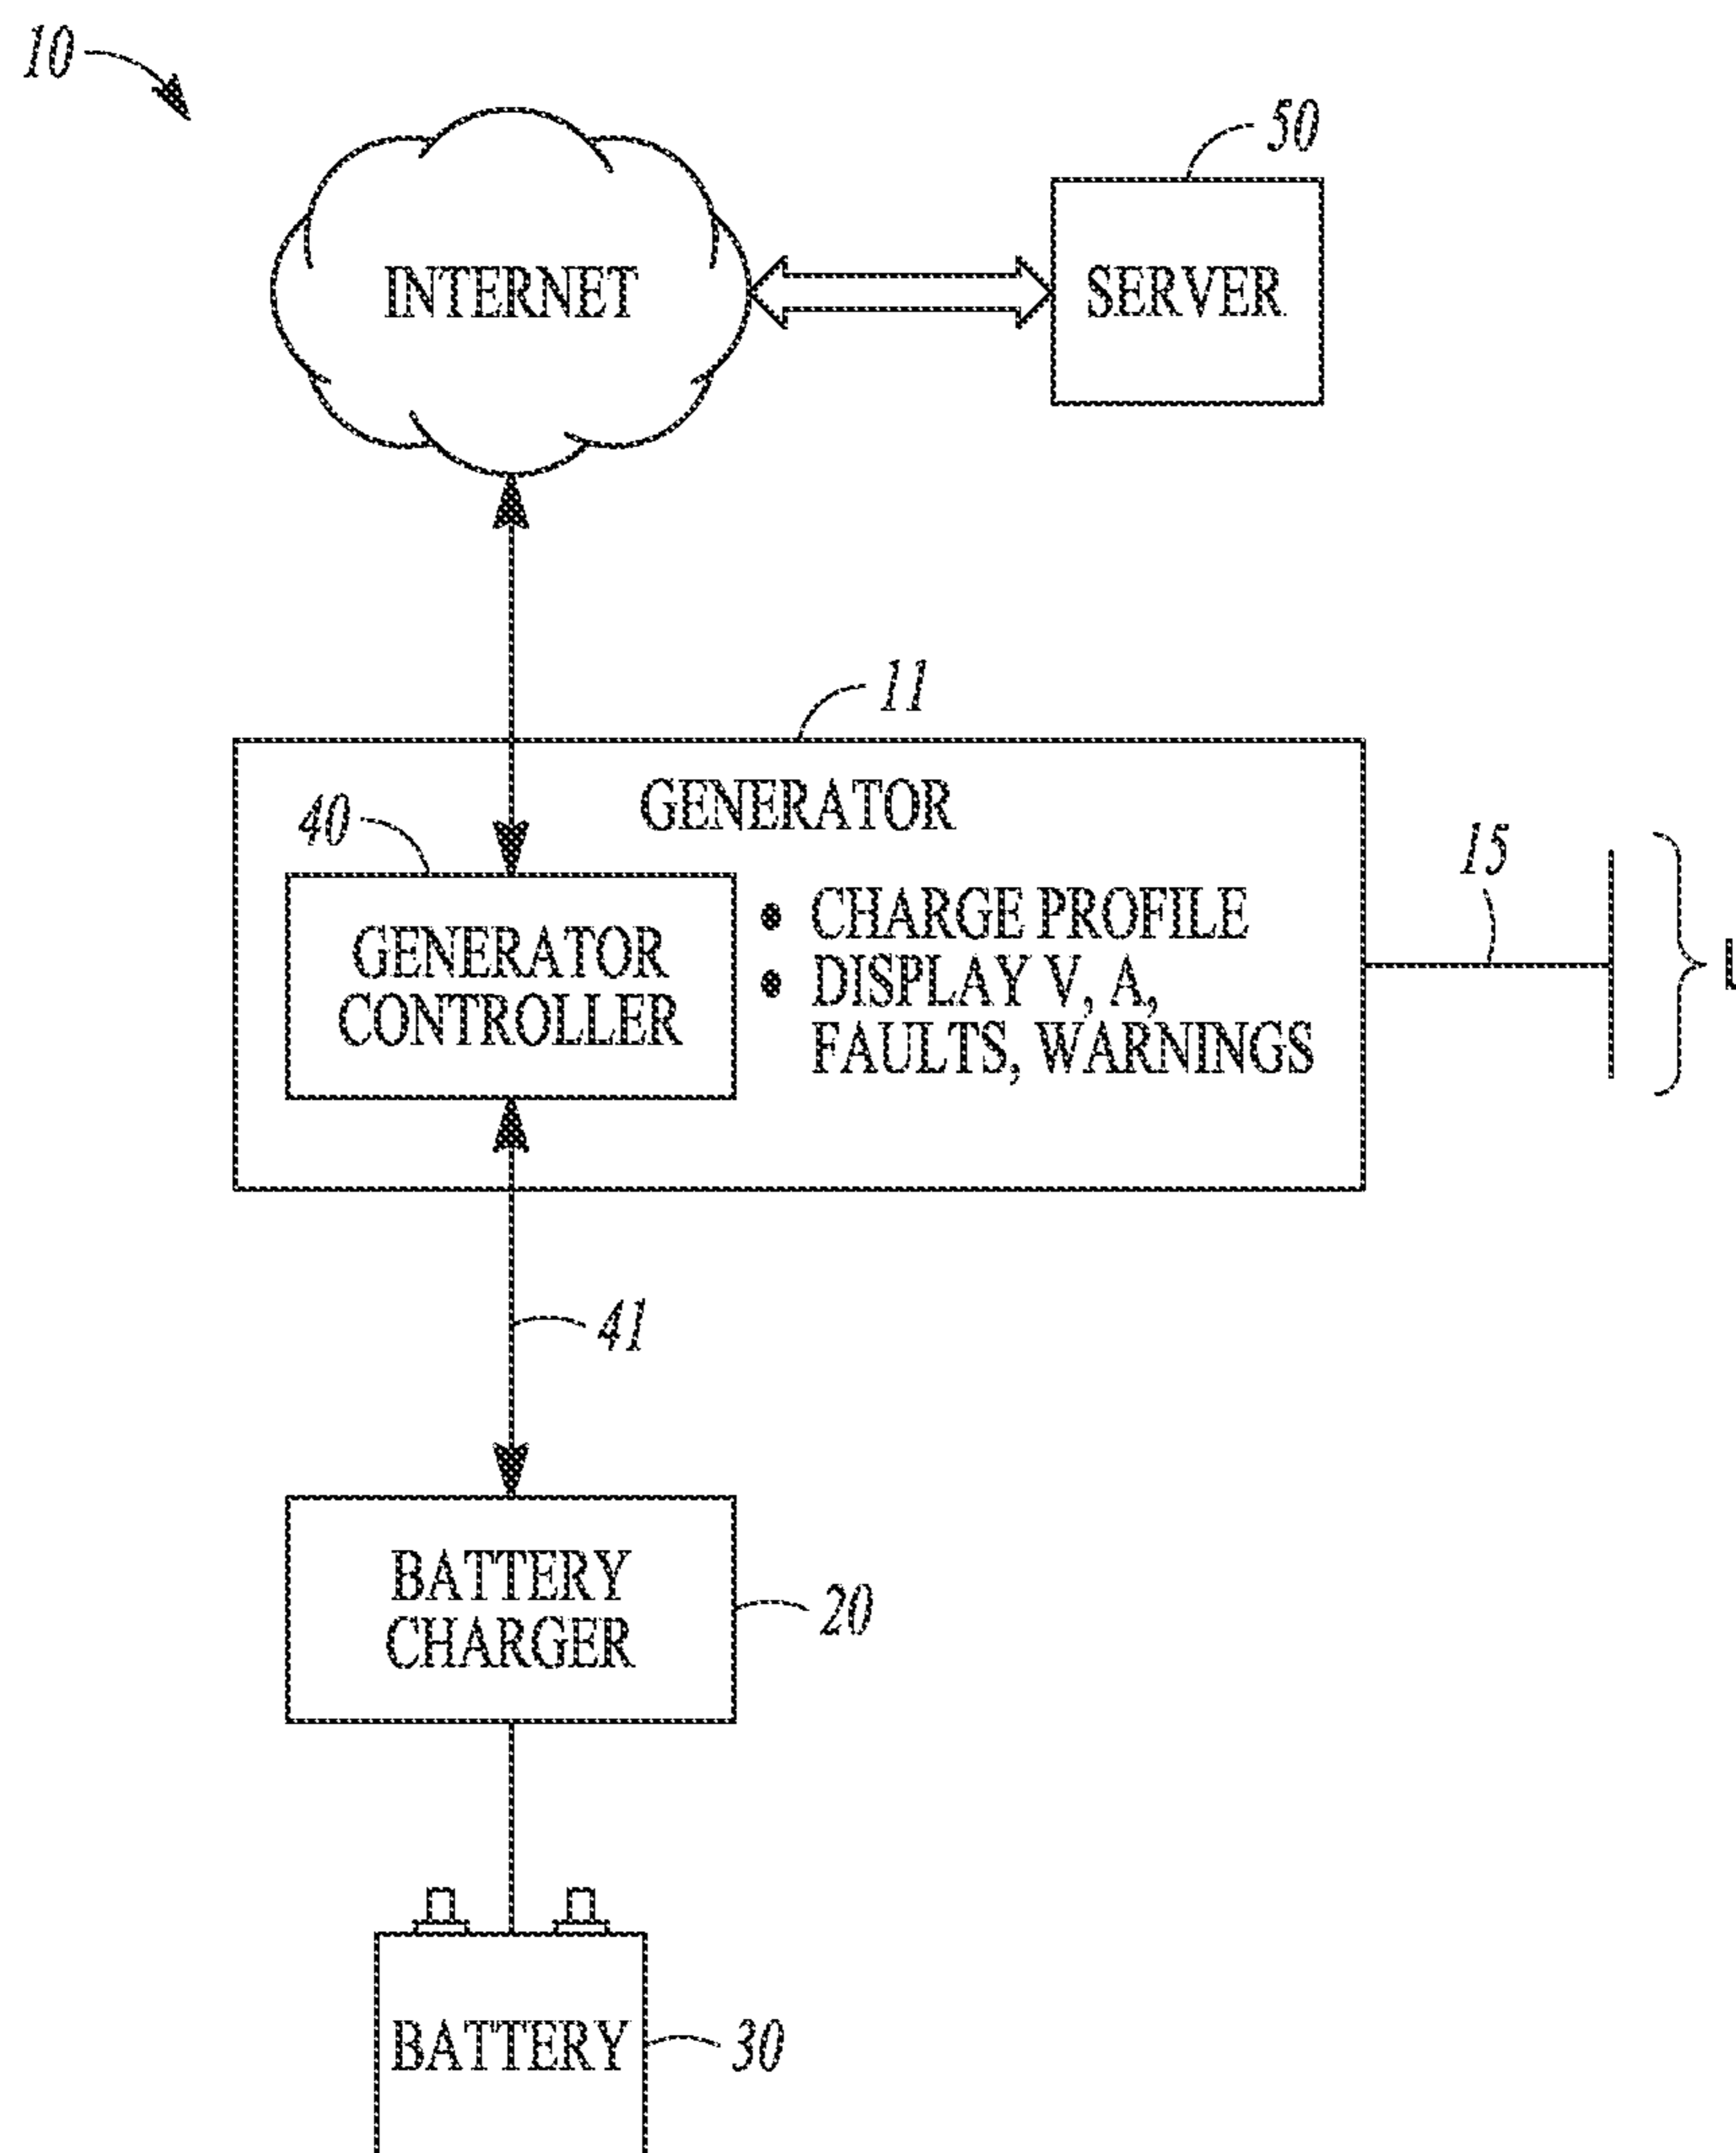 10
50
INTERNET
SERVER
11
GENERATOR
40
15
GENERATOR
CONTROLLER
• CHARGE PROFILE
• DISPLAY V, A,
FAULTS, WARNINGS
41
BATTERY
CHARGER
20
BATTERY
30